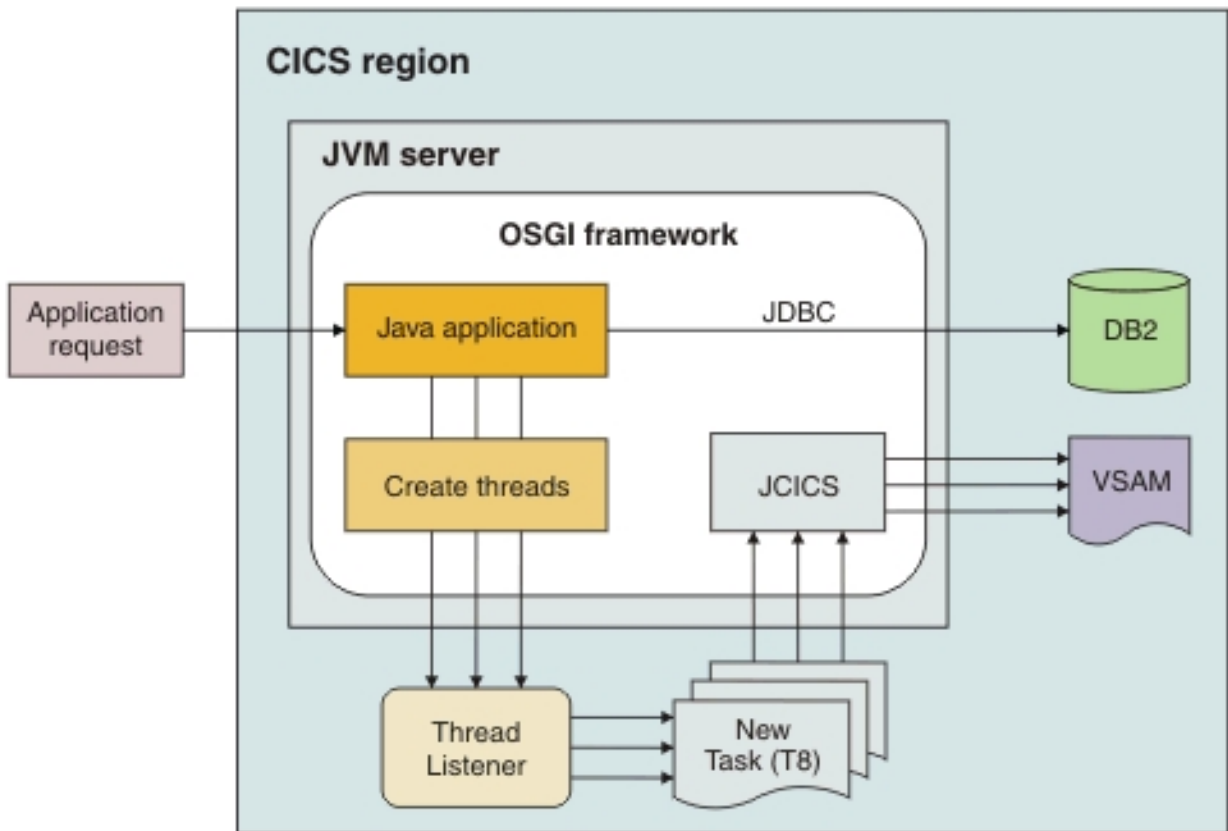 CICS region
JVM server
OSGI framework
Application
request
Java application
JDBC
DB2
Create threads
JCICS
VSAM
Thread
Listener
New
Task (T8)